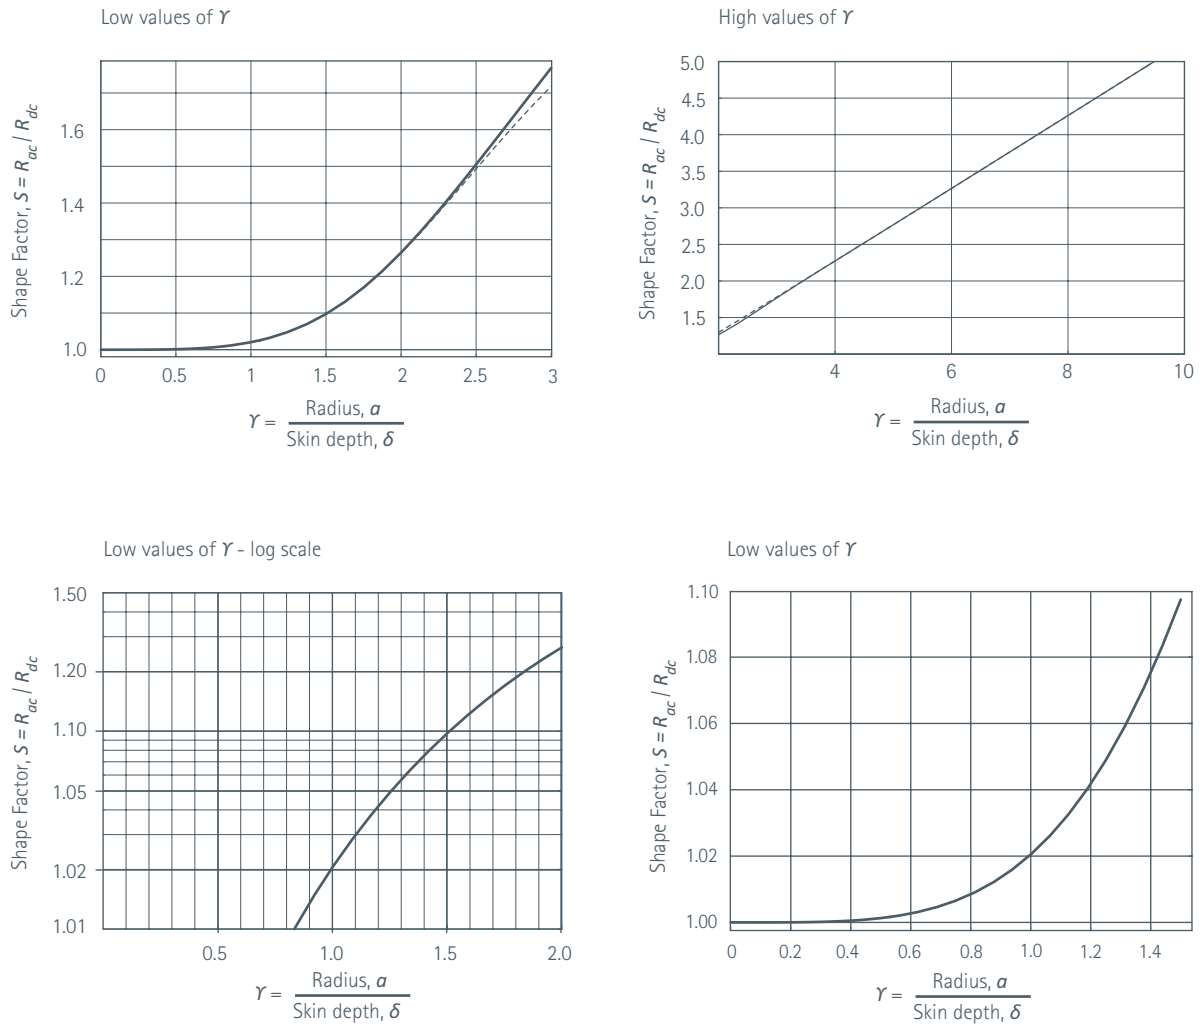 Low values of ϒ
Shape Factor, S = Rac / Rdc
1.6
1.4
1.2
1.0
0 0.5 1 1.5 2 2.5 3
ϒ = Radius, a
Skin depth, δ
High values of ϒ
Shape Factor, S = Rac / Rdc
5.0
4.5
4.0
3.5
3.0
2.5
2.0
1.5
4 6 8 10
ϒ = Radius, a
Skin depth, δ
Low values of ϒ - log scale
Shape Factor, S = Rac / Rdc
1.50
1.20
1.10
1.05
1.02
1.01
0.5 1.0 1.5 2.0
ϒ = Radius, a
Skin depth, δ
Low values of ϒ
Shape Factor, S = Rac / Rdc
1.10
1.08
1.06
1.04
1.02
1.00
0 0.2 0.4 0.6 0.8 1.0 1.2 1.4
ϒ = Radius, a
Skin depth, δ